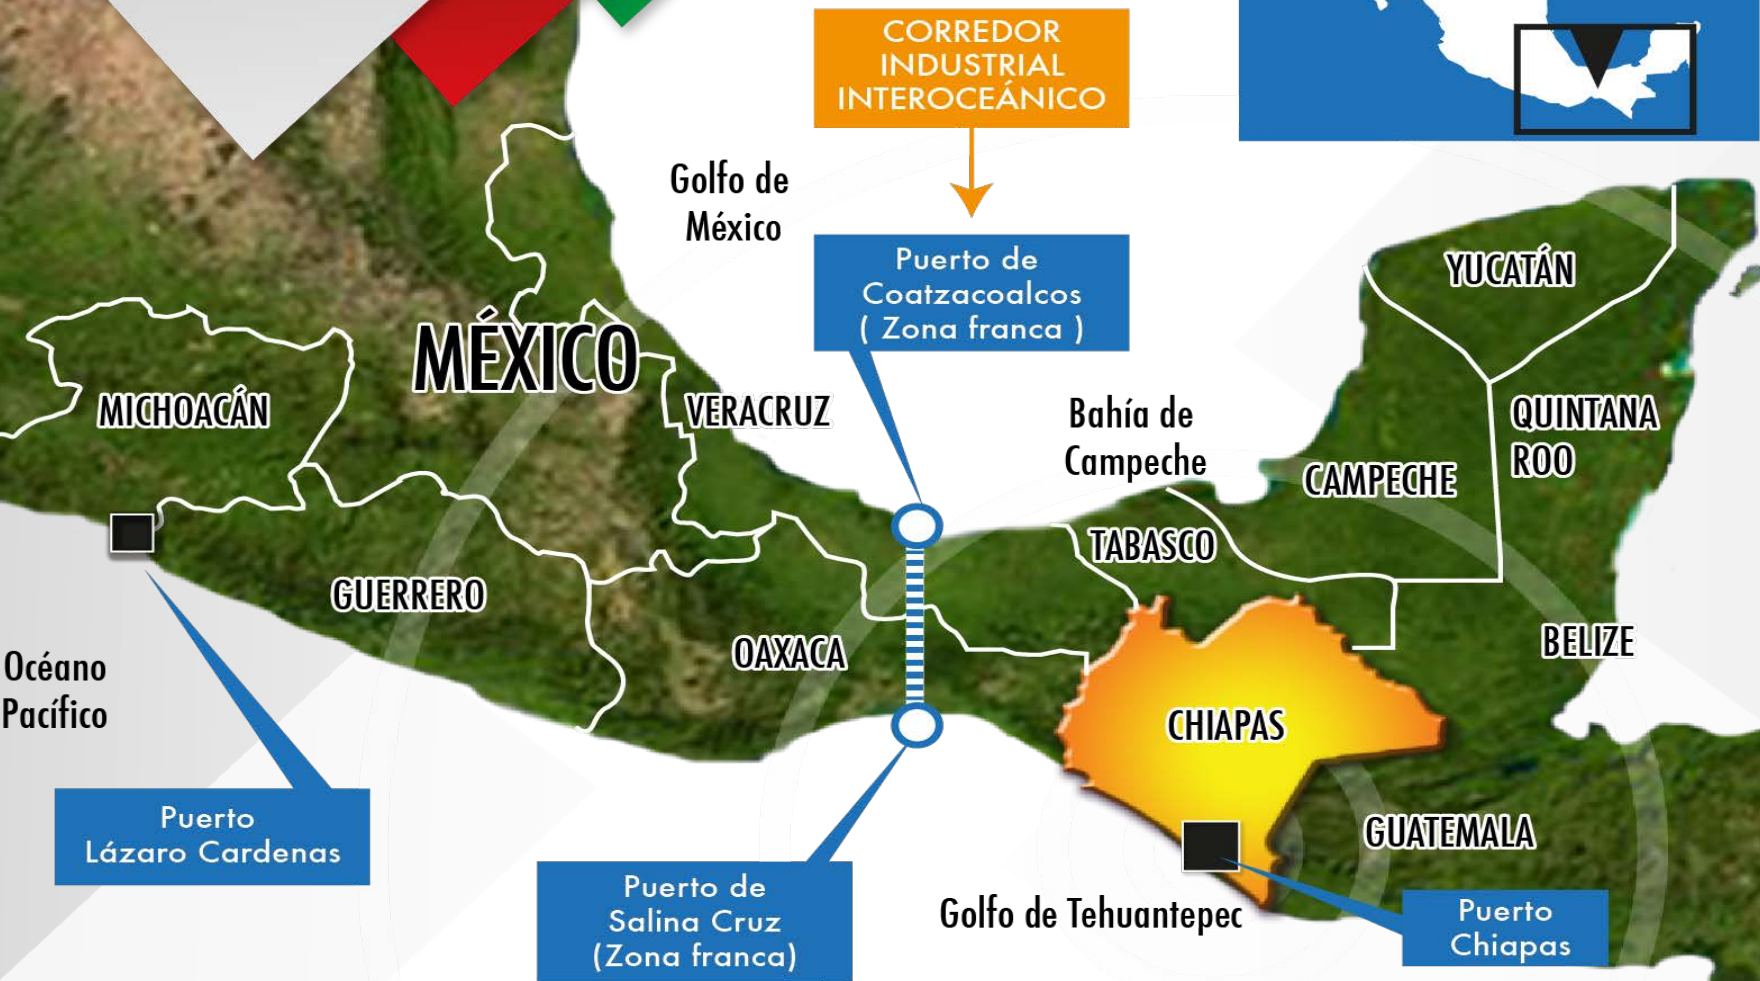 CORREDOR
INDUSTRIAL
INTEROCEÁNICO
Golfo de
México
Puerto de
Coatzacoalcos
( Zona franca )
YUCATÁN
MÉXICO
MICHOACÁN
VERACRUZ
Bahía de
Campeche
QUINTANA
ROO
CAMPECHE
TABASCO
GUERRERO
OAXACA
BELIZE
Océano
Pacífico
CHIAPAS
Puerto
Lázaro Cardenas
GUATEMALA
Puerto de
Salina Cruz
(Zona franca)
Golfo de Tehuantepec
Puerto
Chiapas